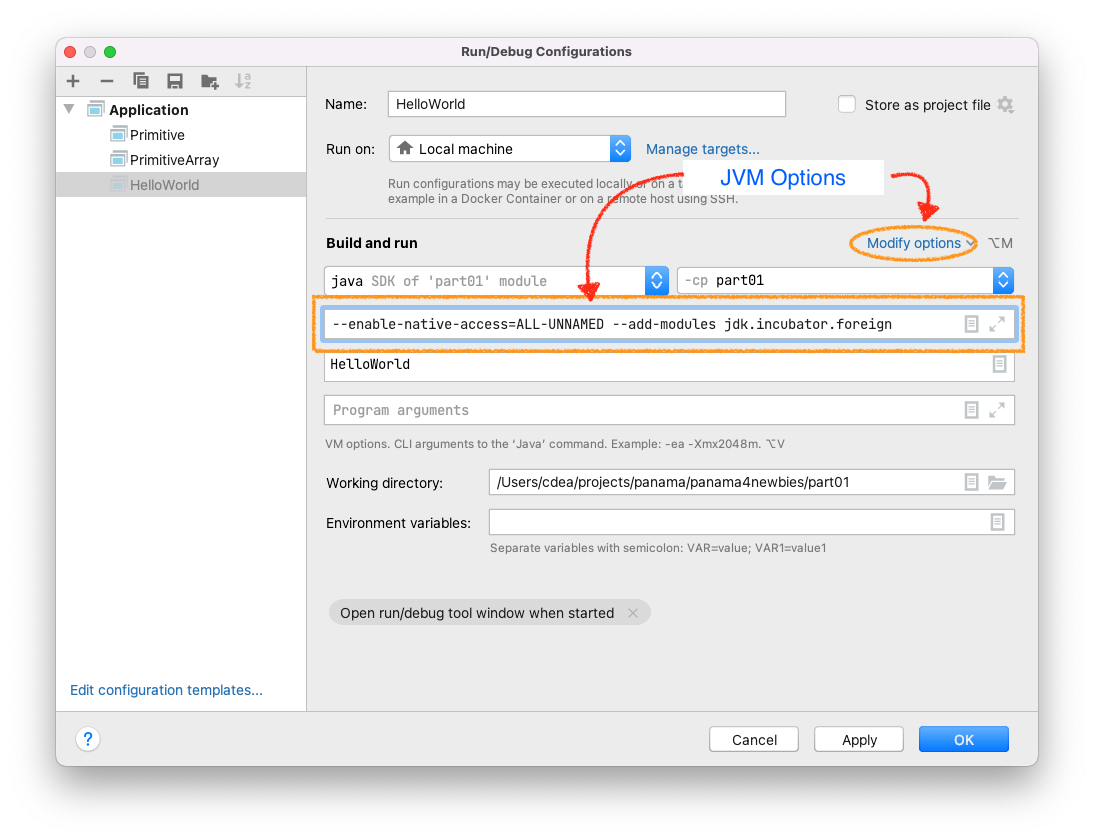 Run/Debug Configurations
Application
Primitive
PrimitiveArray
HelloWorld
Edit configuration templates...
Name: HelloWorld Store as project file
Run on: Local machine Manage targets...
JVM Options
Run configurations may be executed locally or on a
example in a Docker Container or on a remote host using SSH.
Build and run Modify options ⌥M
java SDK of 'part01' module -cp part01
--enable-native-access=ALL-UNNAMED --add-modules jdk.incubator.foreign
HelloWorld
Program arguments
VM options. CLI arguments to the ‘Java’ command. Example: -ea -Xmx2048m. ⌥V
Working directory: /Users/cdea/projects/panama/panama4newbies/part01
Environment variables:
Separate variables with semicolon: VAR=value; VAR1=value1
Open run/debug tool window when started
? Cancel Apply OK